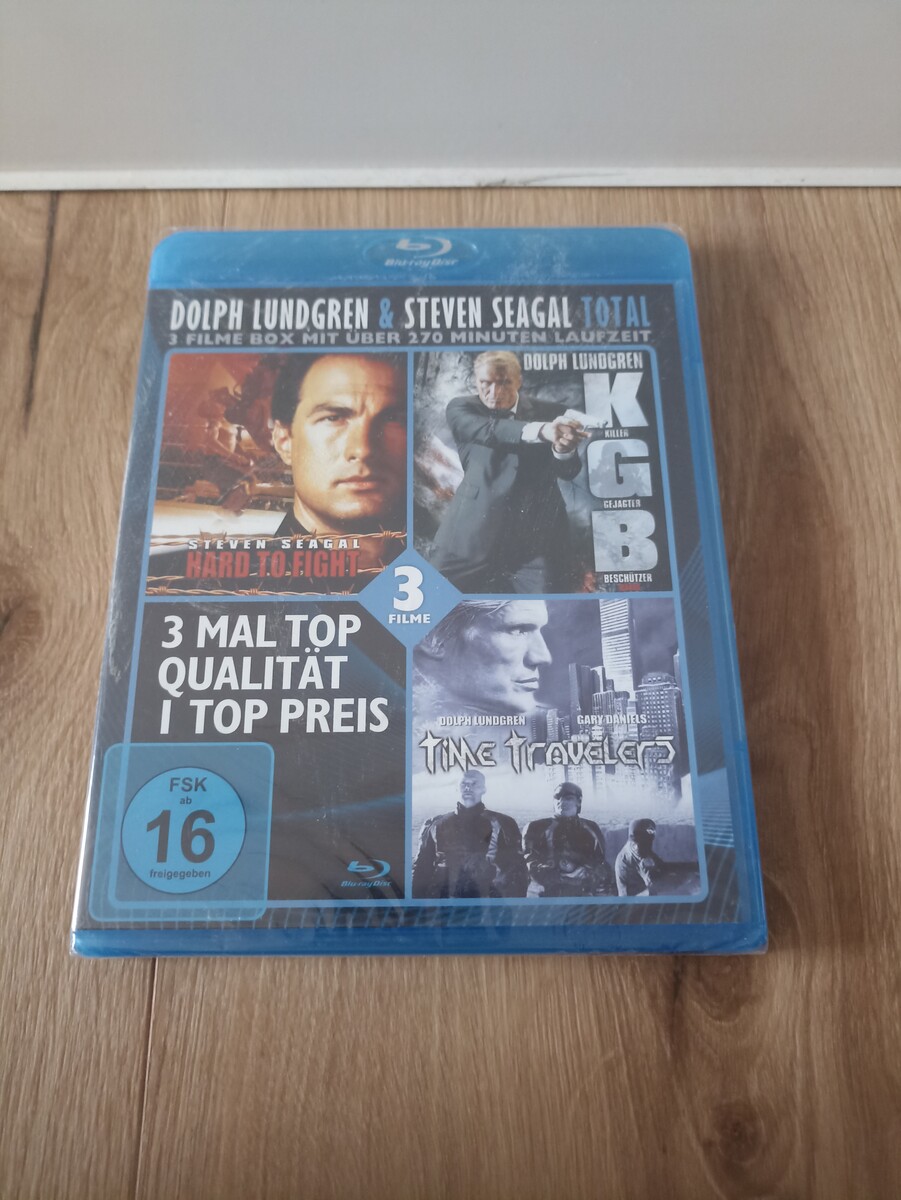 Blu-ray Disc
DOLPH LUNDGREN & STEVEN SEAGAL TOTAL
3 FILME BOX MIT ÜBER 270 MINUTEN LAUFZEIT
STEVEN SEAGAL
HARD TO FIGHT
DOLPH LUNDGREN
K
KILLER
G
GEJAGTER
B
BESCHÜTZER
3
FILME
3 MAL TOP
QUALITÄT
1 TOP PREIS
DOLPH LUNDGREN GARY DANIELS
TIME TRAVELERS
FSK
ab
16
freigegeben
Blu-ray Disc